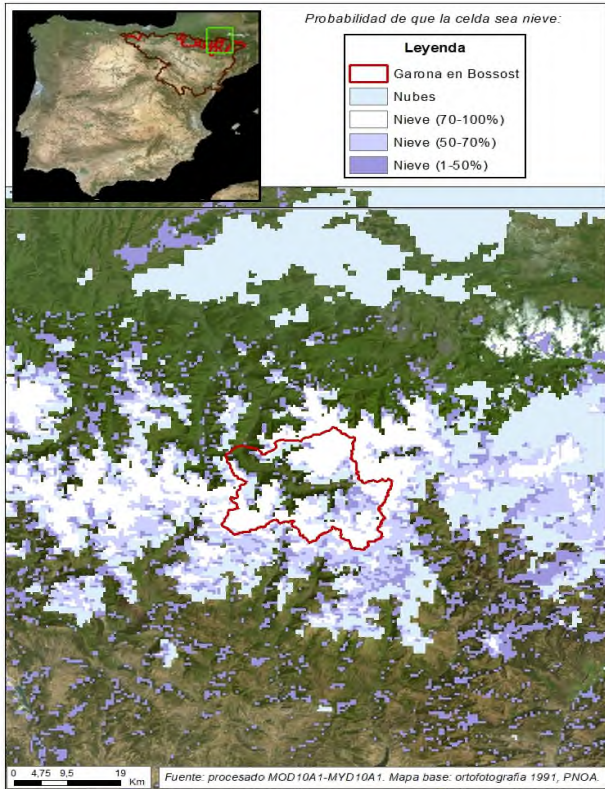 Probabilidad de que la celda sea nieve:
Leyenda
Garona en Bossost
Nubes
Nieve (70-100%)
Nieve (50-70%)
Nieve (1-50%)
0 4,75 9,5 19
Km
Fuente: procesado MOD10A1-MYD10A1. Mapa base: ortofotografía 1991, PNOA.